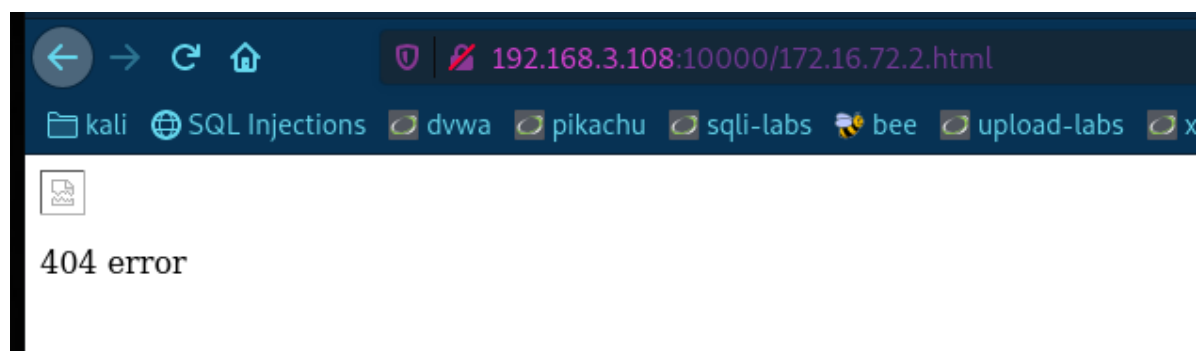 192.168.3.108:10000/172.16.72.2.html
kali SQL Injections dvwa pikachu sqli-labs bee upload-labs x
404 error